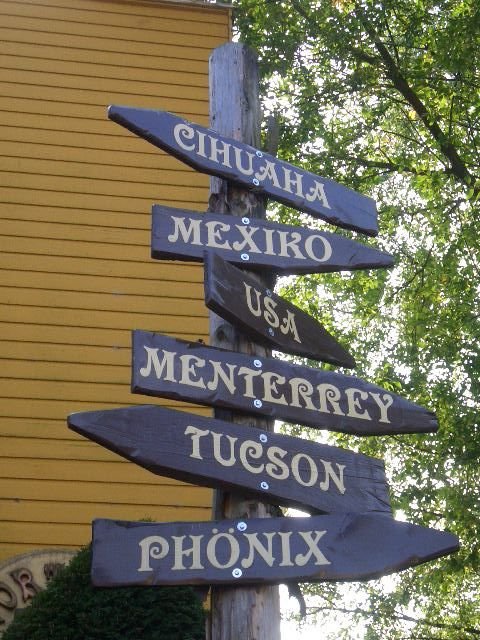 CIHUAHA
MEXIKO
USA
MENTERREY
TUCSON
PHÖNIX